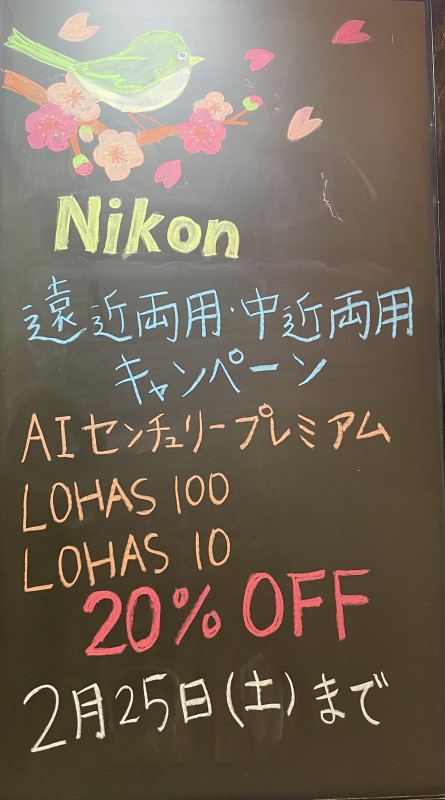 Nikon
遠近両用・中近両用
キャンペーン
AIセンチュリープレミアム
LOHAS 100
LOHAS 10
20% OFF
2月25日(土)まで